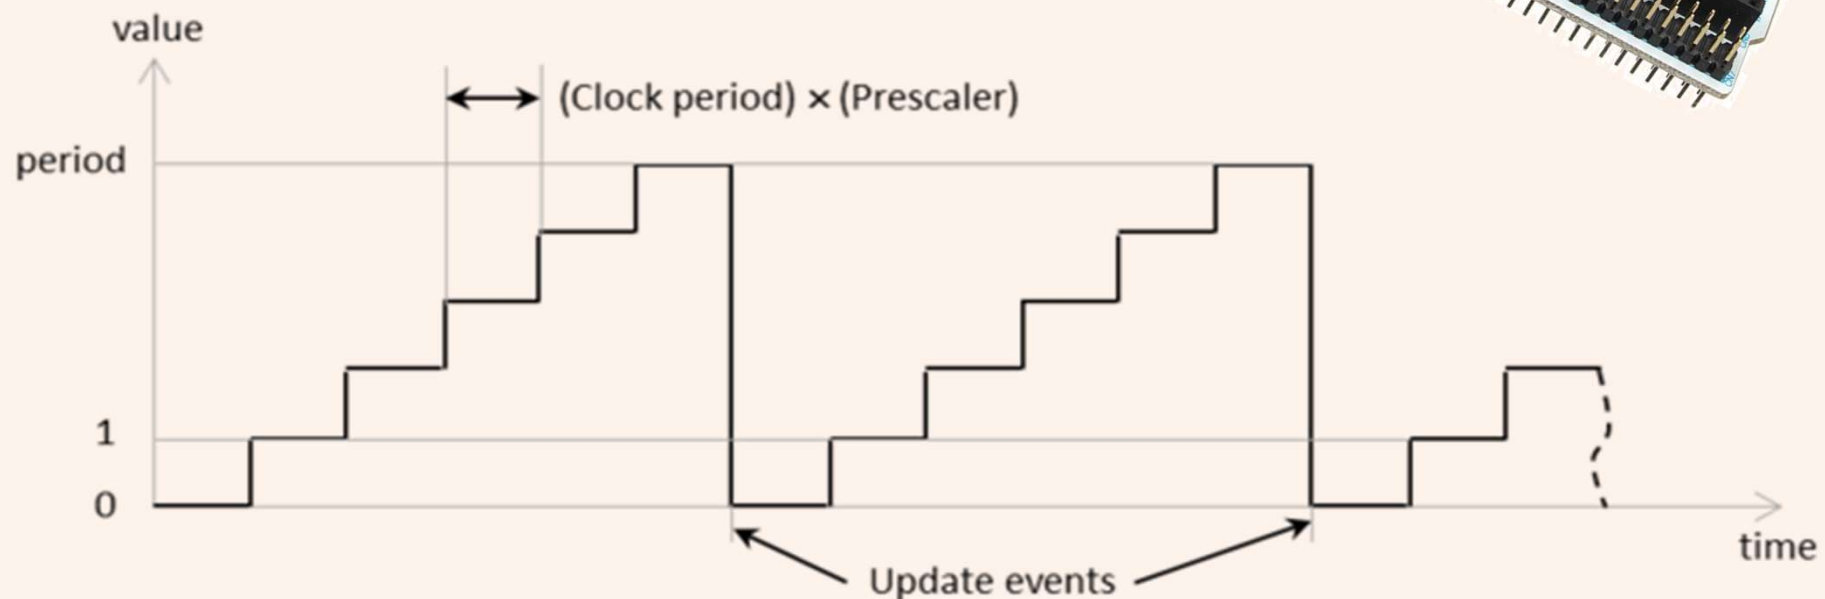 value
(Clock period) × (Prescaler)
period
1
0
time
Update events